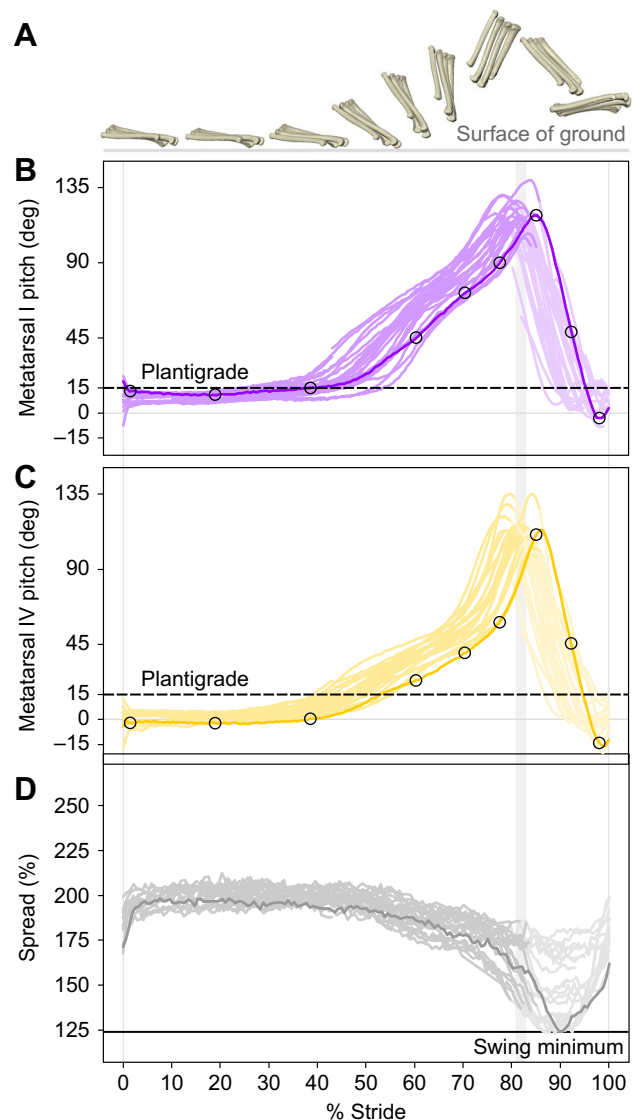 A
Surface of ground
B
Metatarsal I pitch (deg)
135
90
45
15
0
–15
Plantigrade
C
Metatarsal IV pitch (deg)
135
90
45
15
0
–15
Plantigrade
D
Spread (%)
250
225
200
175
150
125
Swing minimum
0 10 20 30 40 50 60 70 80 90 100
% Stride